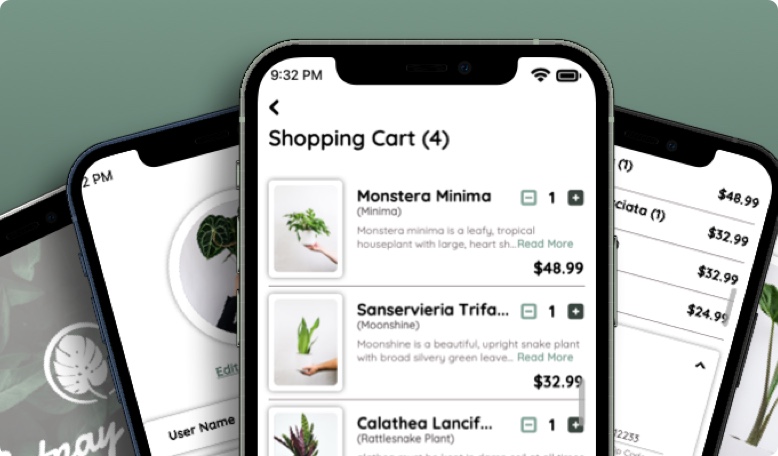 9:32 PM
Shopping Cart (4)
Monstera Minima
1
(Minima)
Monstera minima is a leafy, tropical
houseplant with large, heart sh...Read More
$48.99
Sanservieria Trifa...
1
(Moonshine)
Moonshine is a beautiful, upright snake plant
with broad silvery green leave... Read More
$32.99
Calathea Lancif...
1
(Rattlesnake Plant)
2 PM
Edit
User Name
(1)
$48.99
(1)
$32.99
$32.99
$24.99
12233